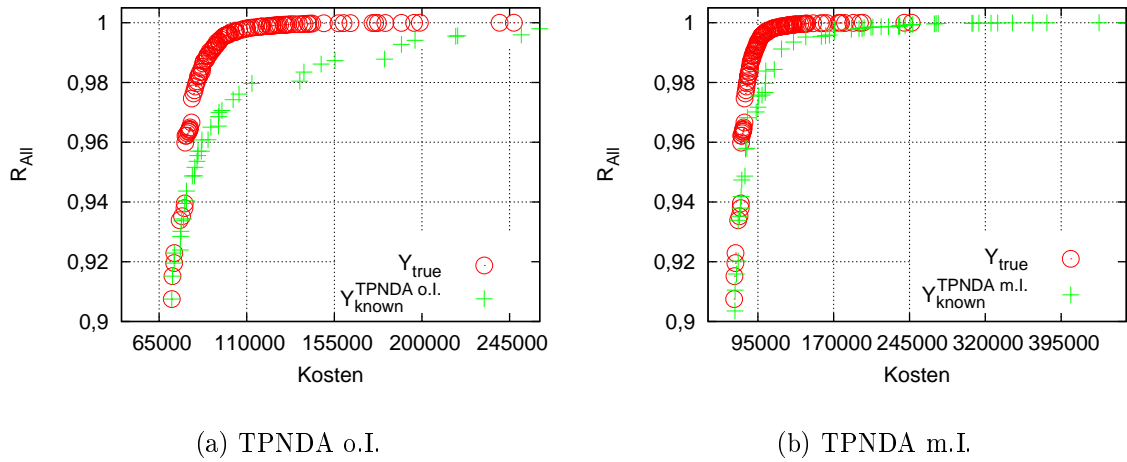 1
0,98
0,96
0,94
0,92
0,9
R_All
65000 110000 155000 200000 245000
Kosten
Y_true
Y_known^TPNDA o.I.
(a) TPNDA o.I.
1
0,98
0,96
0,94
0,92
0,9
R_All
95000 170000 245000 320000 395000
Kosten
Y_true
Y_known^TPNDA m.I.
(b) TPNDA m.I.